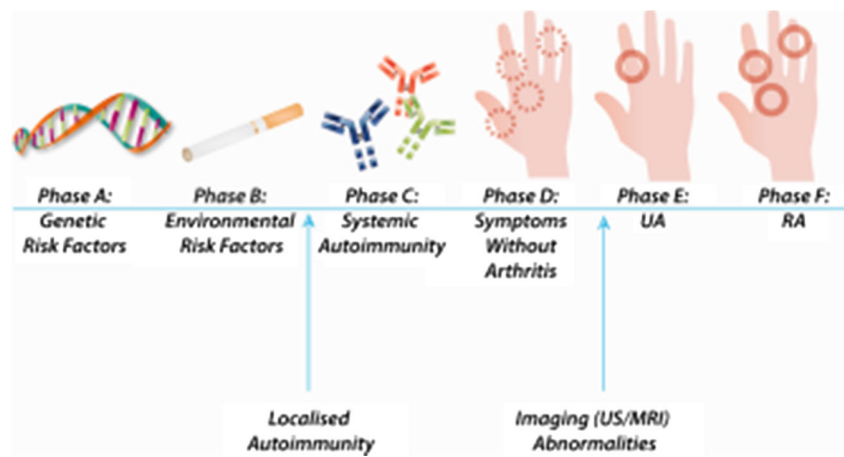 Phase A:
Genetic
Risk Factors
Phase B:
Environmental
Risk Factors
Phase C:
Systemic
Autoimmunity
Phase D:
Symptoms
Without
Arthritis
Phase E:
UA
Phase F:
RA
Localised
Autoimmunity
Imaging (US/MRI)
Abnormalities